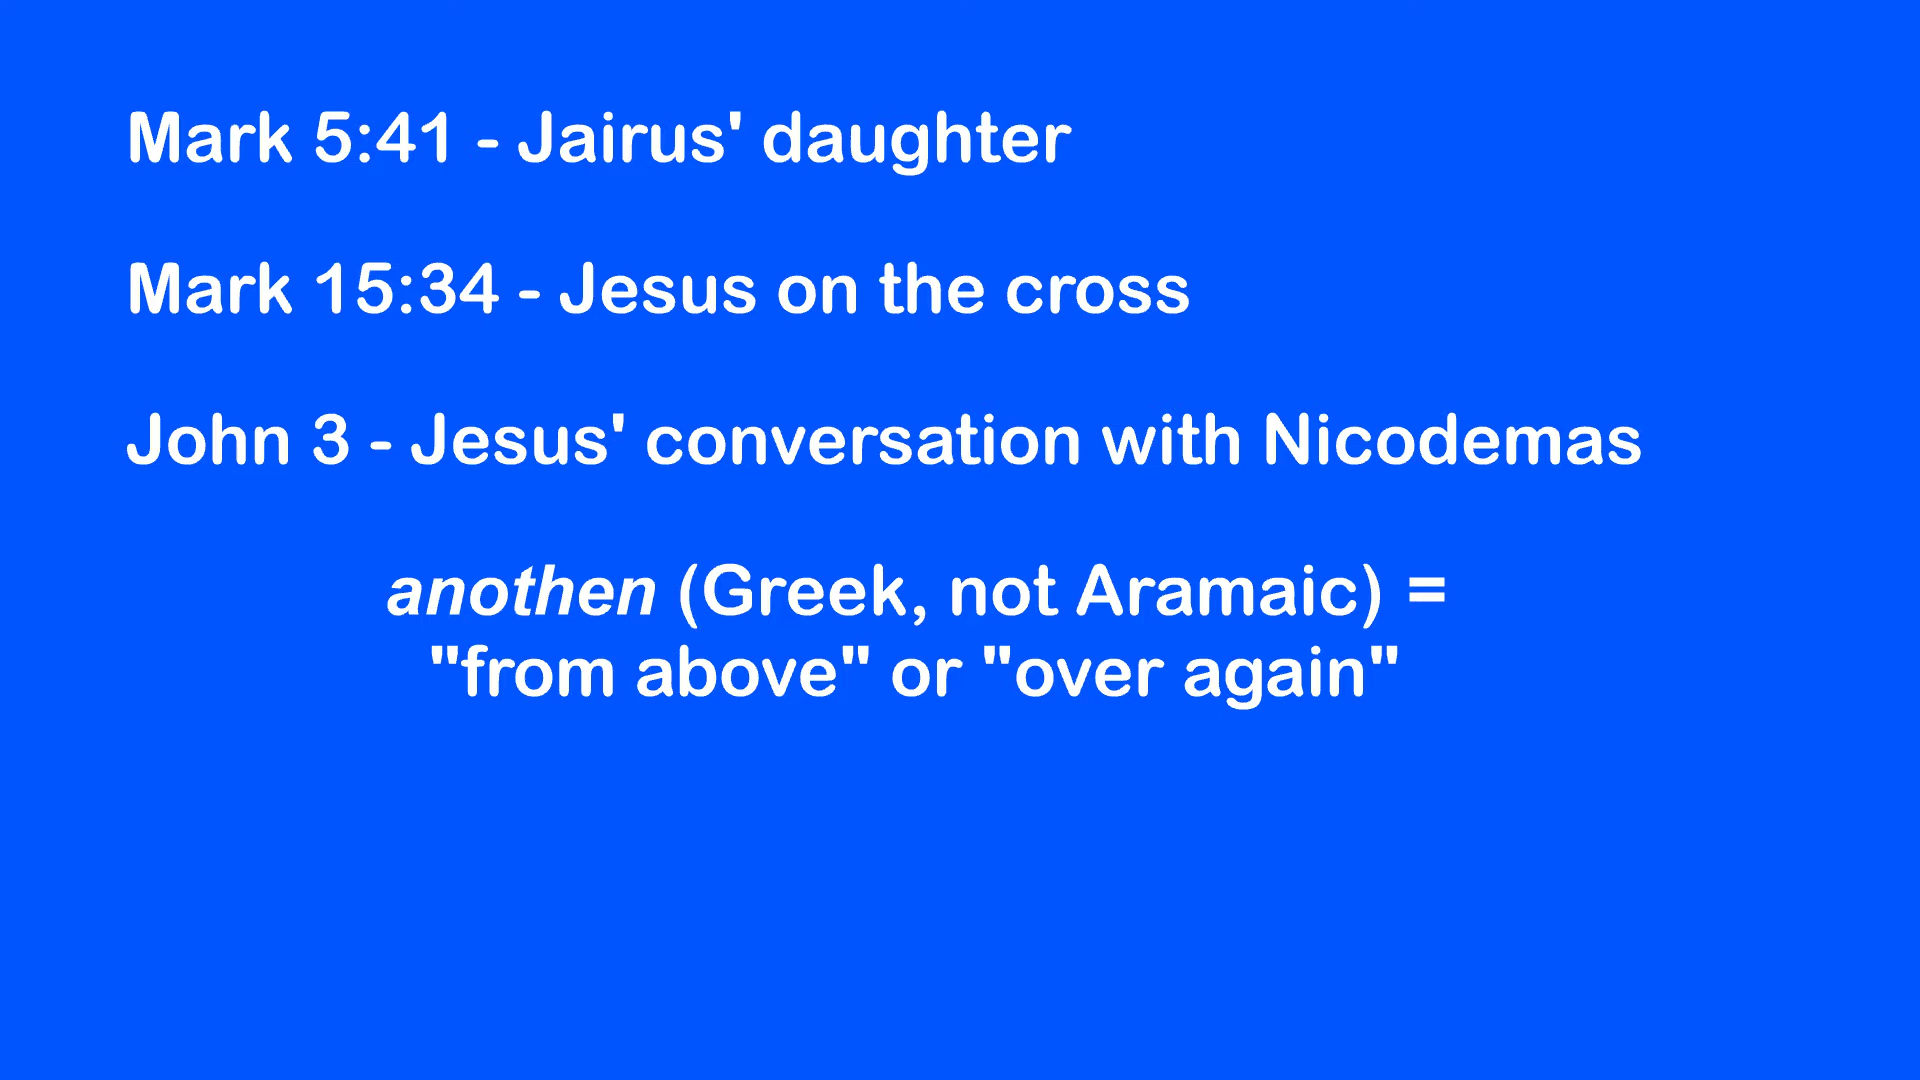 Mark 5:41 - Jairus' daughter
Mark 15:34 - Jesus on the cross
John 3 - Jesus' conversation with Nicodemas
anothen (Greek, not Aramaic) =
"from above" or "over again"